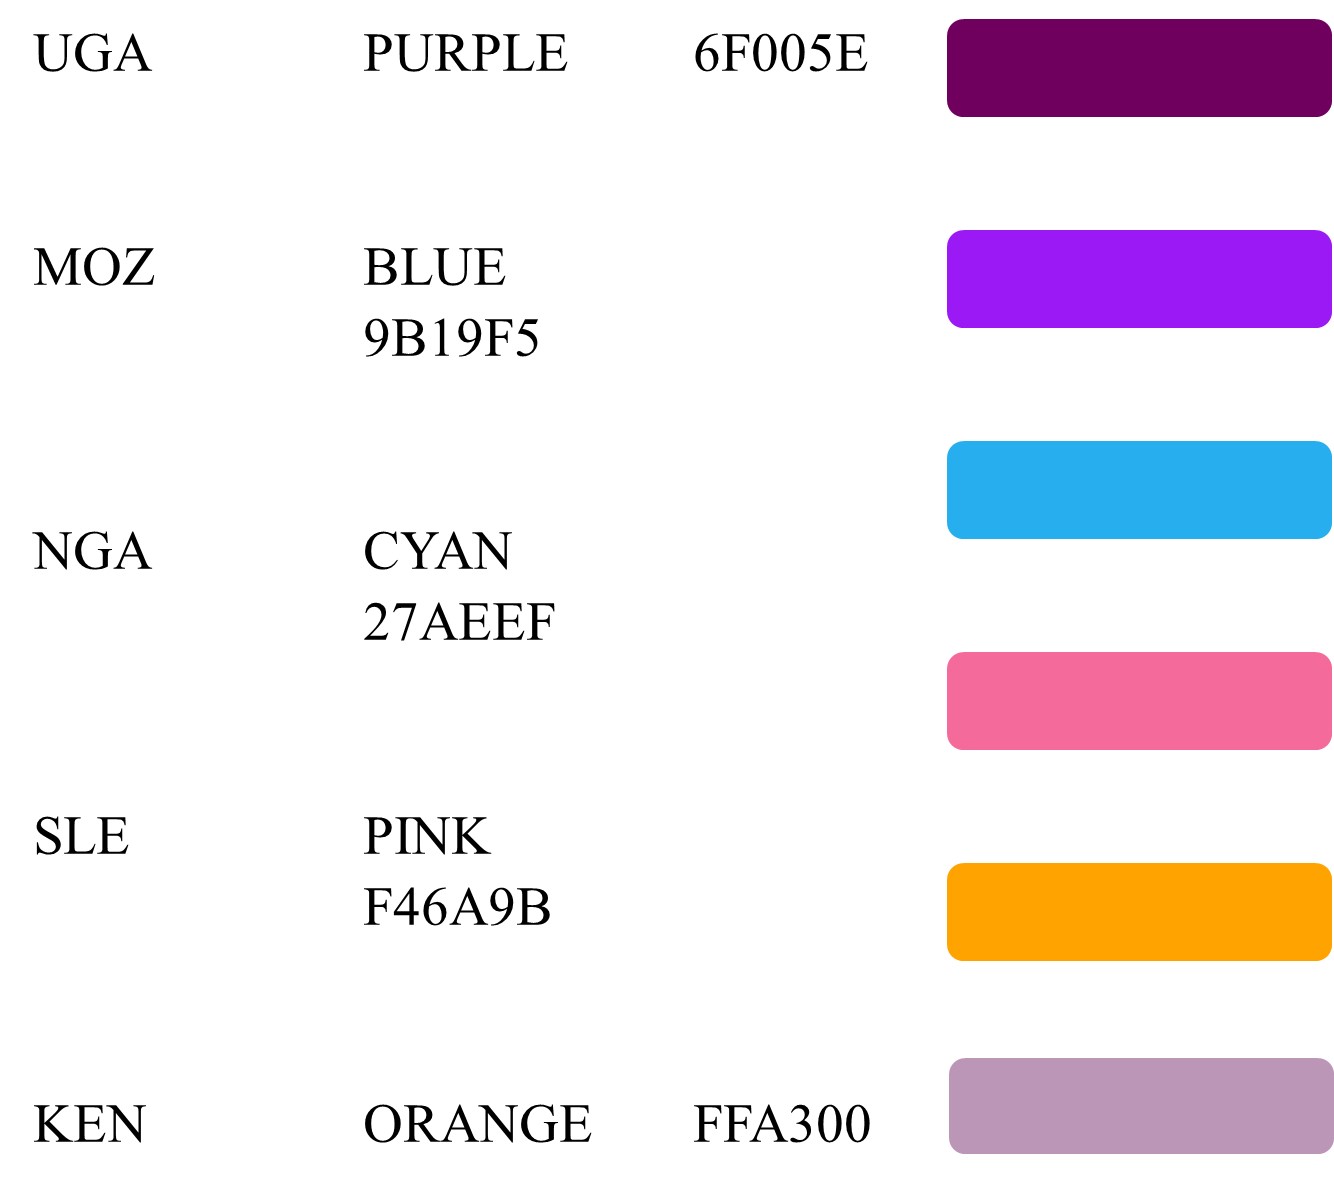 UGA PURPLE 6F005E
MOZ BLUE
9B19F5
NGA CYAN
27AEEF
SLE PINK
F46A9B
KEN ORANGE FFA300